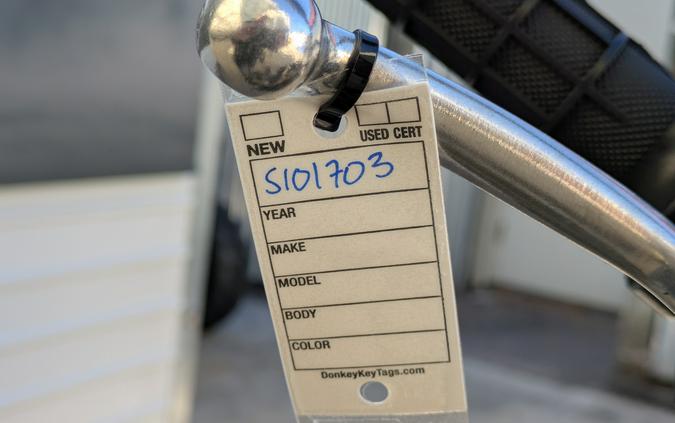 NEW USED CERT
S101703
YEAR
MAKE
MODEL
BODY
COLOR
DonkeyKeyTags.com